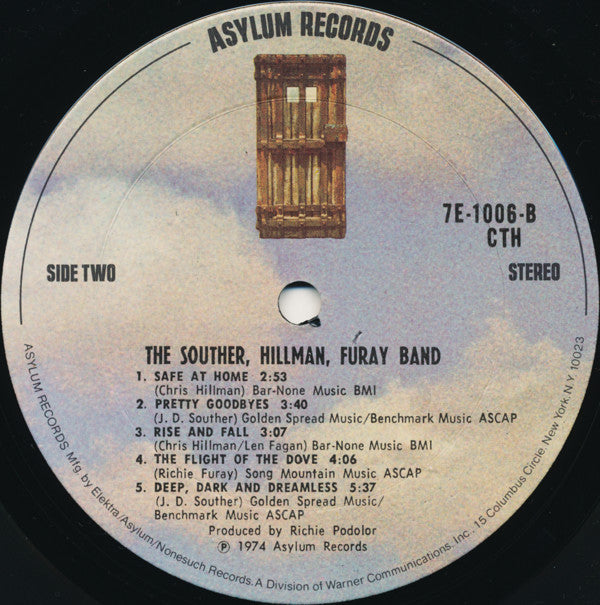 ASYLUM RECORDS
7E-1006-B
CTH
SIDE TWO
STEREO
THE SOUTHER, HILLMAN, FURAY BAND
1. SAFE AT HOME 2:53
(Chris Hillman) Bar-None Music BMI
2. PRETTY GOODBYES 3:40
(J. D. Souther) Golden Spread Music/Benchmark Music ASCAP
3. RISE AND FALL 3:07
(Chris Hillman/Len Fagan) Bar-None Music BMI
4. THE FLIGHT OF THE DOVE 4:06
(Richie Furay) Song Mountain Music ASCAP
5. DEEP, DARK AND DREAMLESS 5:37
(J. D. Souther) Golden Spread Music/
Benchmark Music ASCAP
Produced by Richie Podolor
℗ 1974 Asylum Records
ASYLUM RECORDS Mfg. by Elektra/Asylum/Nonesuch Records. A Division of Warner Communications, Inc. · 15 Columbus Circle, New York, N.Y. 10023